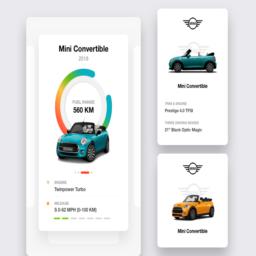 Mini Convertible
2018
FUEL RANGE
560 KM
ENGINE
Twinpower Turbo
MILEAGE
8.0-62 MPH (0-100 KM)
Mini Convertible
Prestige 4.0 TFSI
21" Black Optic Magic
Mini Convertible